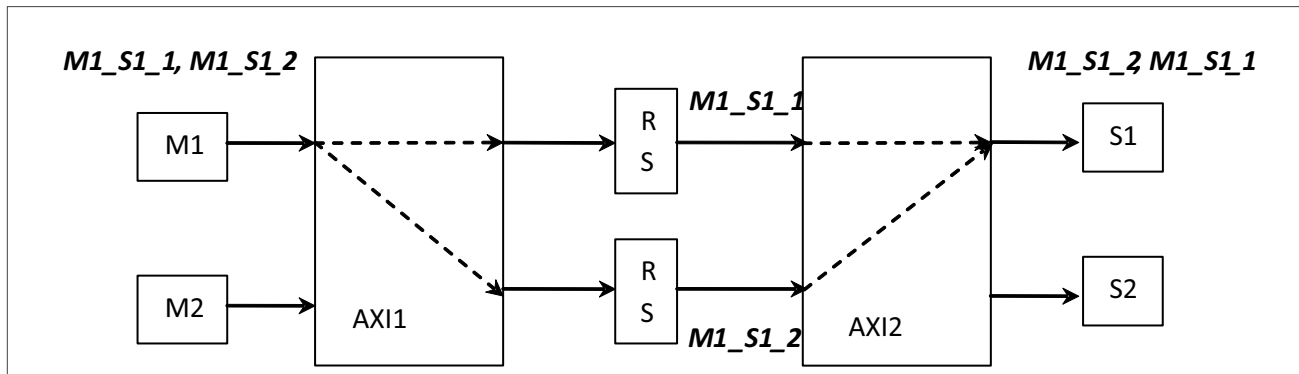 M1_S1_1, M1_S1_2
M1_S1_2, M1_S1_1
M1_S1_1
R
S
M1
S1
R
S
M2
S2
AXI1
AXI2
M1_S1_2